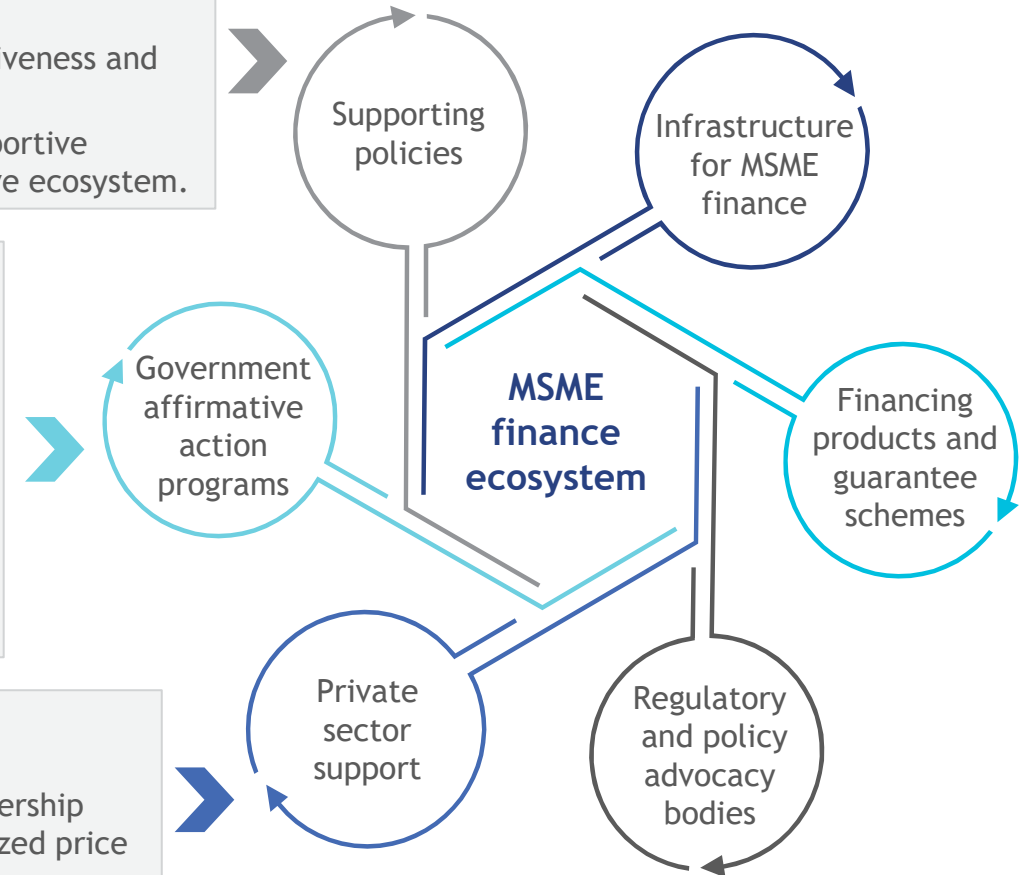 iveness and
portive
ve ecosystem.
ership
zed price
Supporting
policies
Infrastructure
for MSME
finance
Government
affirmative
action
programs
MSME
finance
ecosystem
Financing
products and
guarantee
schemes
Private
sector
support
Regulatory
and policy
advocacy
bodies